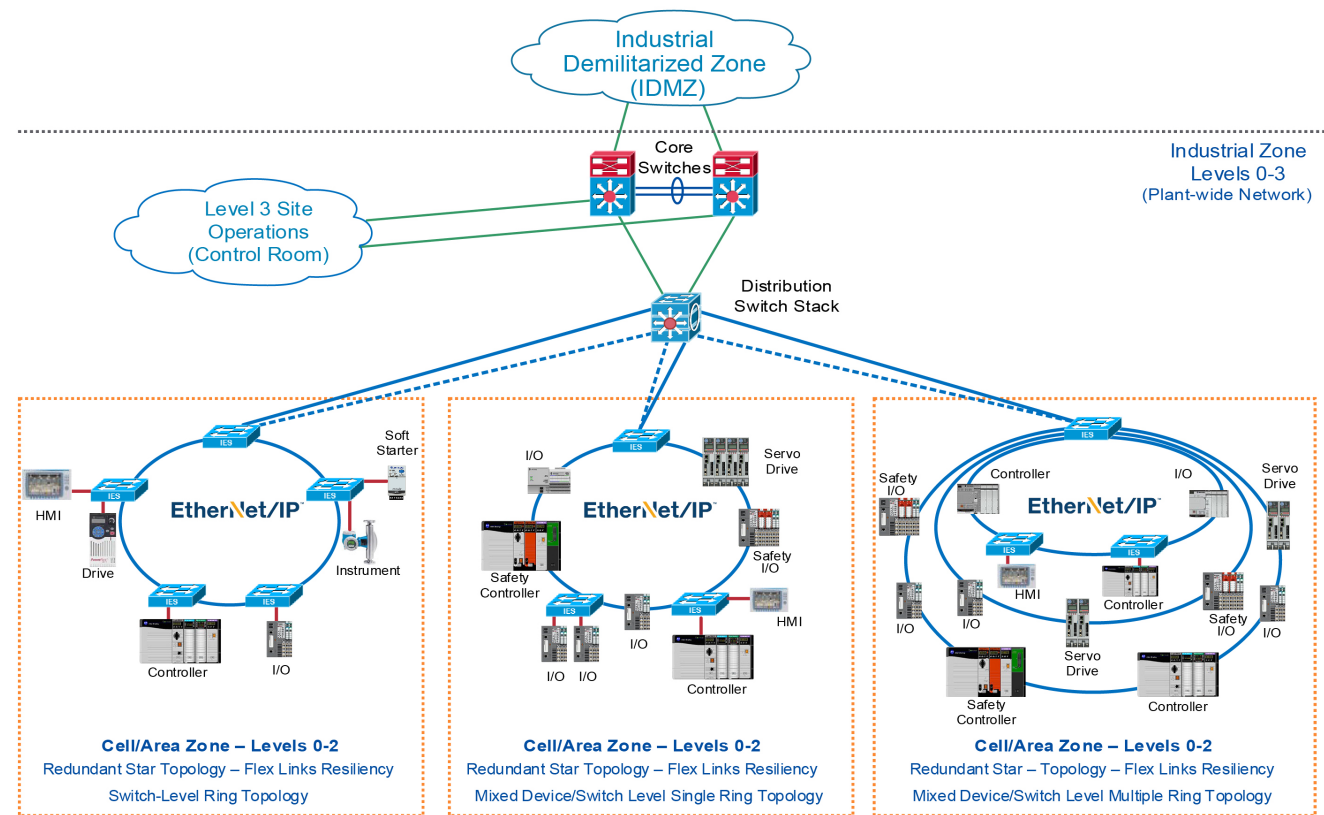 Industrial
Demilitarized Zone
(IDMZ)
Core
Switches
Industrial Zone
Levels 0-3
(Plant-wide Network)
Level 3 Site
Operations
(Control Room)
Distribution
Switch Stack
IES
Soft
Starter
HMI
IES
IES
EtherNet/IP™
Drive
Instrument
IES
IES
Controller
I/O
Cell/Area Zone – Levels 0-2
Redundant Star Topology – Flex Links Resiliency
Switch-Level Ring Topology
IES
I/O
Servo
Drive
EtherNet/IP™
Safety
I/O
Safety
Controller
IES
IES
I/O
HMI
I/O
I/O
Controller
Cell/Area Zone – Levels 0-2
Redundant Star Topology – Flex Links Resiliency
Mixed Device/Switch Level Single Ring Topology
IES
Safety
I/O
Controller
I/O
Servo
Drive
EtherNet/IP™
IES
IES
HMI
Controller
I/O
I/O
Safety
I/O
I/O
Servo
Drive
Safety
Controller
Controller
Cell/Area Zone – Levels 0-2
Redundant Star – Topology – Flex Links Resiliency
Mixed Device/Switch Level Multiple Ring Topology